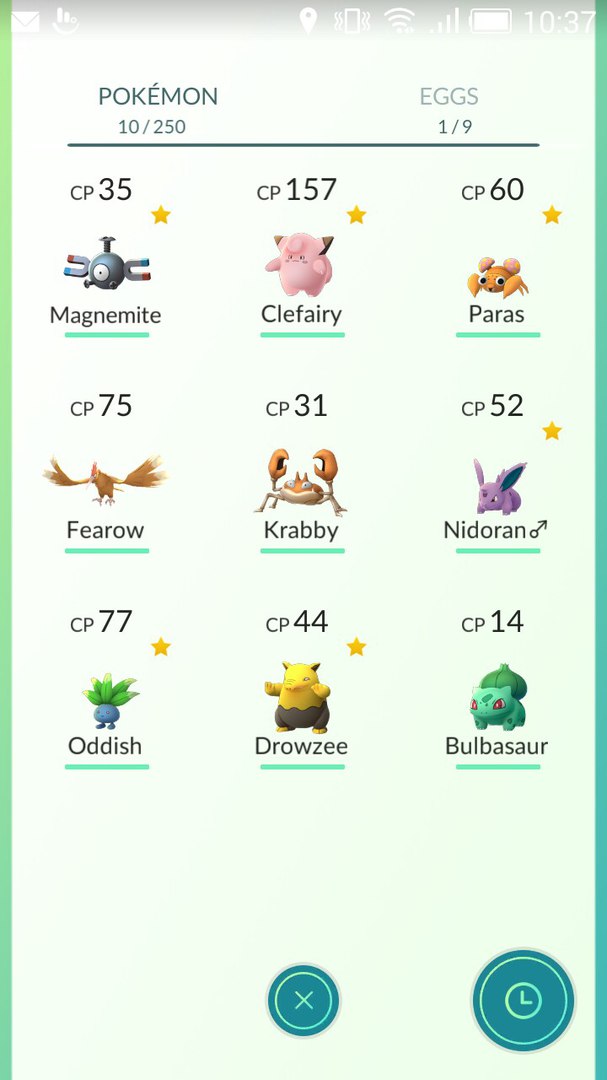 10:37
POKÉMON EGGS
10/250 1/9
CP 35 CP 157 CP 60
Magnemite Clefairy Paras
CP 75 CP 31 CP 52
Fearow Krabby Nidoran♂
CP 77 CP 44 CP 14
Oddish Drowzee Bulbasaur